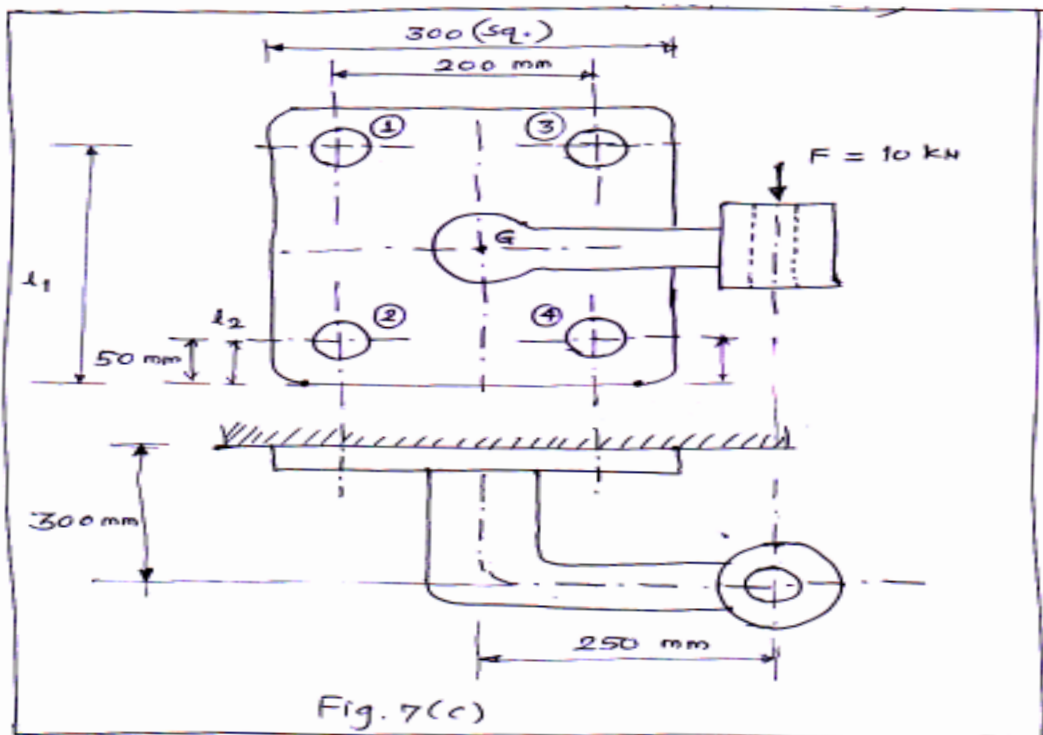 300 (sq.)
200 mm
① ③
F = 10 kN
G
l₁
② ④
l₂
50 mm
300 mm
250 mm
Fig. 7(c)